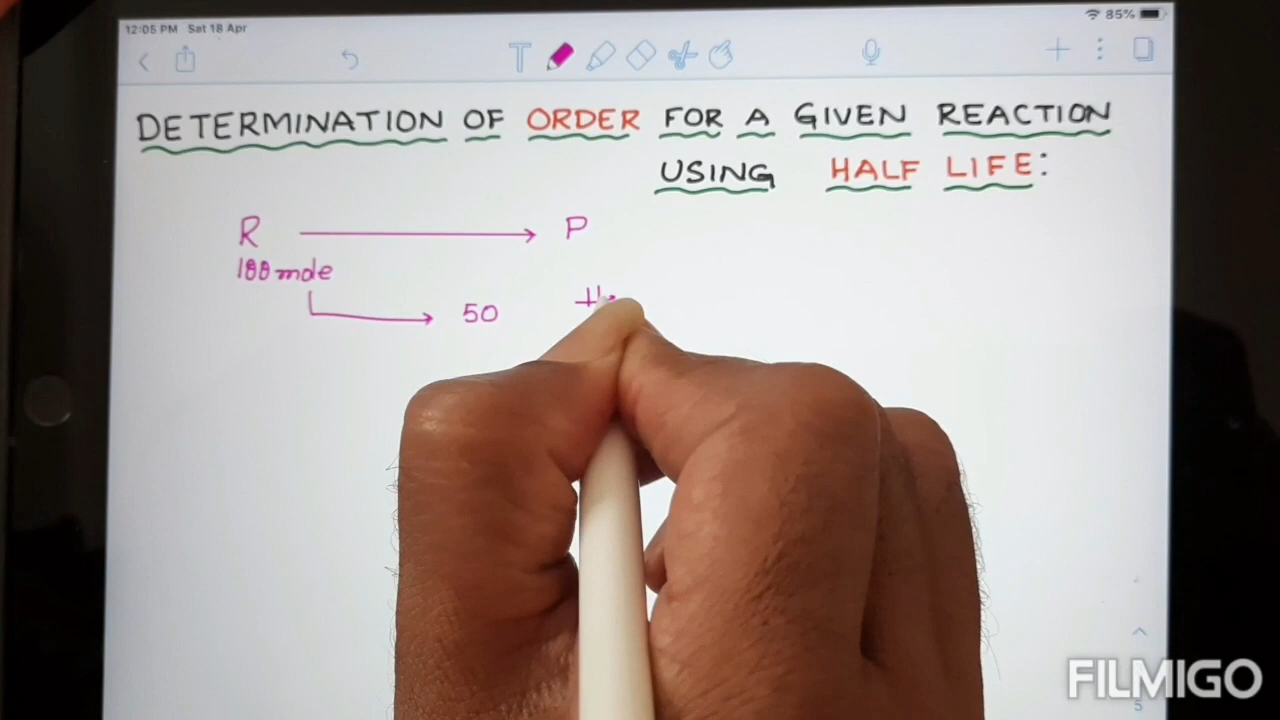 12:05 PM Sat 18 Apr
85%
T
DETERMINATION OF ORDER FOR A GIVEN REACTION
USING HALF LIFE:
R → P
100 mole
50
FILMIGO
5